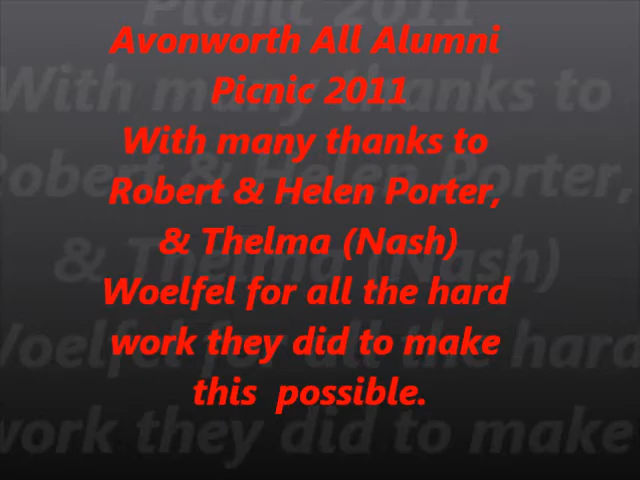 Avonworth All Alumni
Picnic 2011
With many thanks to
Robert & Helen Porter,
& Thelma (Nash)
Woelfel for all the hard
work they did to make
this  possible.